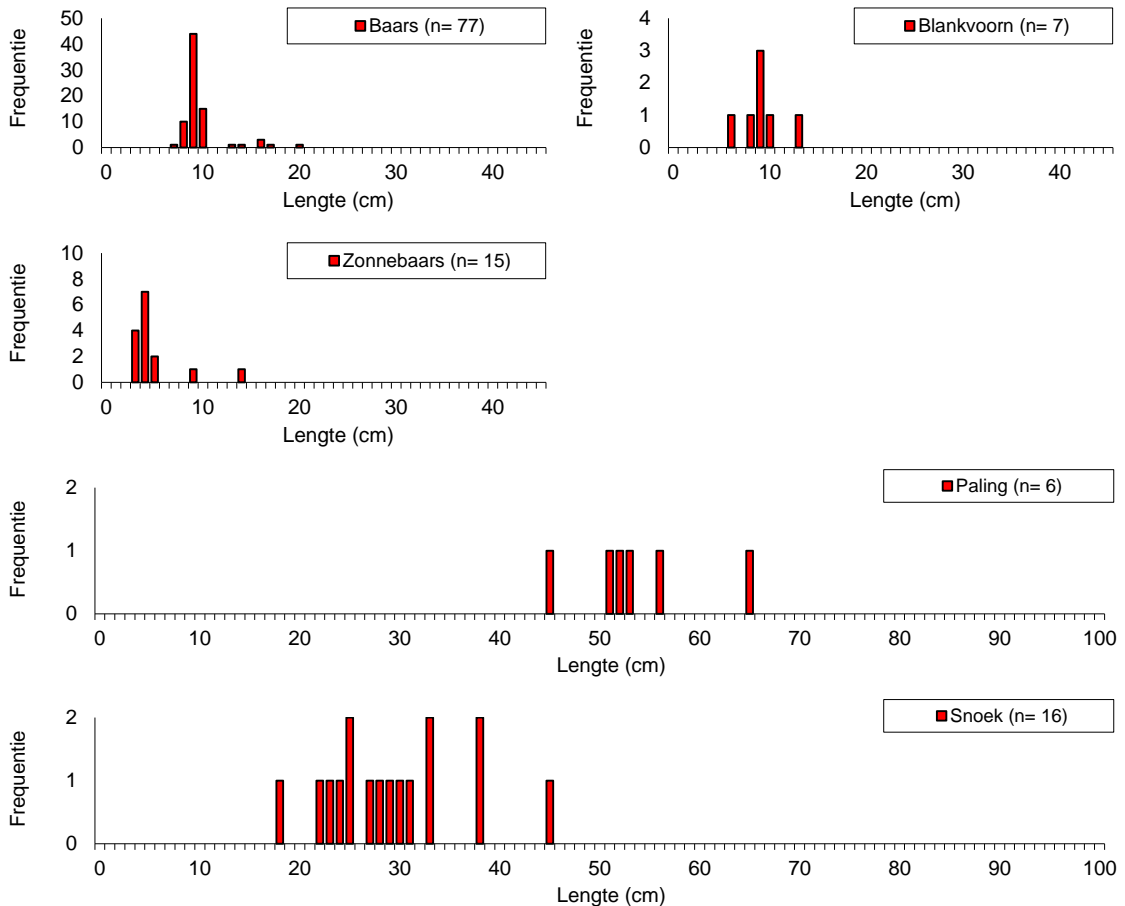 Baars (n= 77)
Frequentie
50
40
30
20
10
0
0 10 20 30 40
Lengte (cm)
Blankvoorn (n= 7)
Frequentie
4
3
2
1
0
0 10 20 30 40
Lengte (cm)
Zonnebaars (n= 15)
Frequentie
10
8
6
4
2
0
0 10 20 30 40
Lengte (cm)
Paling (n= 6)
Frequentie
2
1
0
0 10 20 30 40 50 60 70 80 90 100
Lengte (cm)
Snoek (n= 16)
Frequentie
2
1
0
0 10 20 30 40 50 60 70 80 90 100
Lengte (cm)